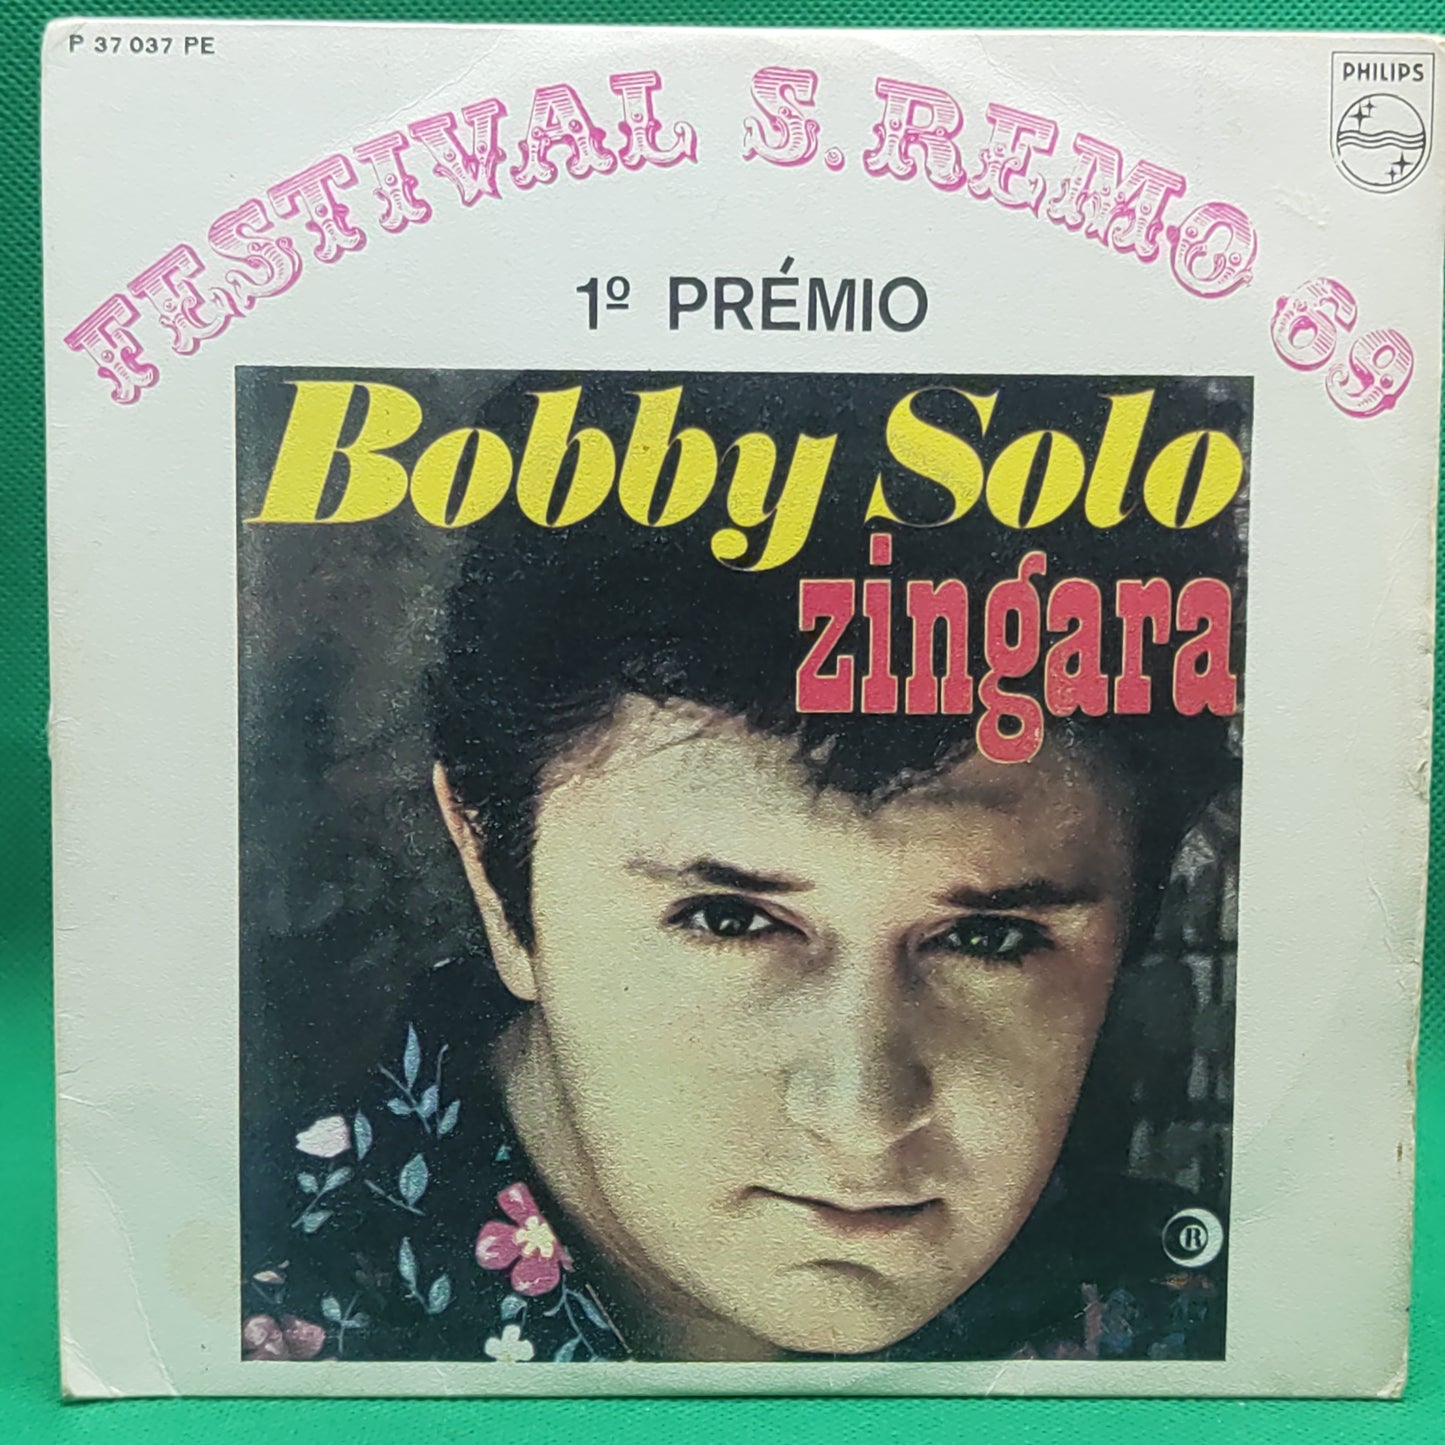 P 37 037 PE
PHILIPS
FESTIVAL S. REMO 69
1º PRÉMIO
Bobby Solo
zingara
R